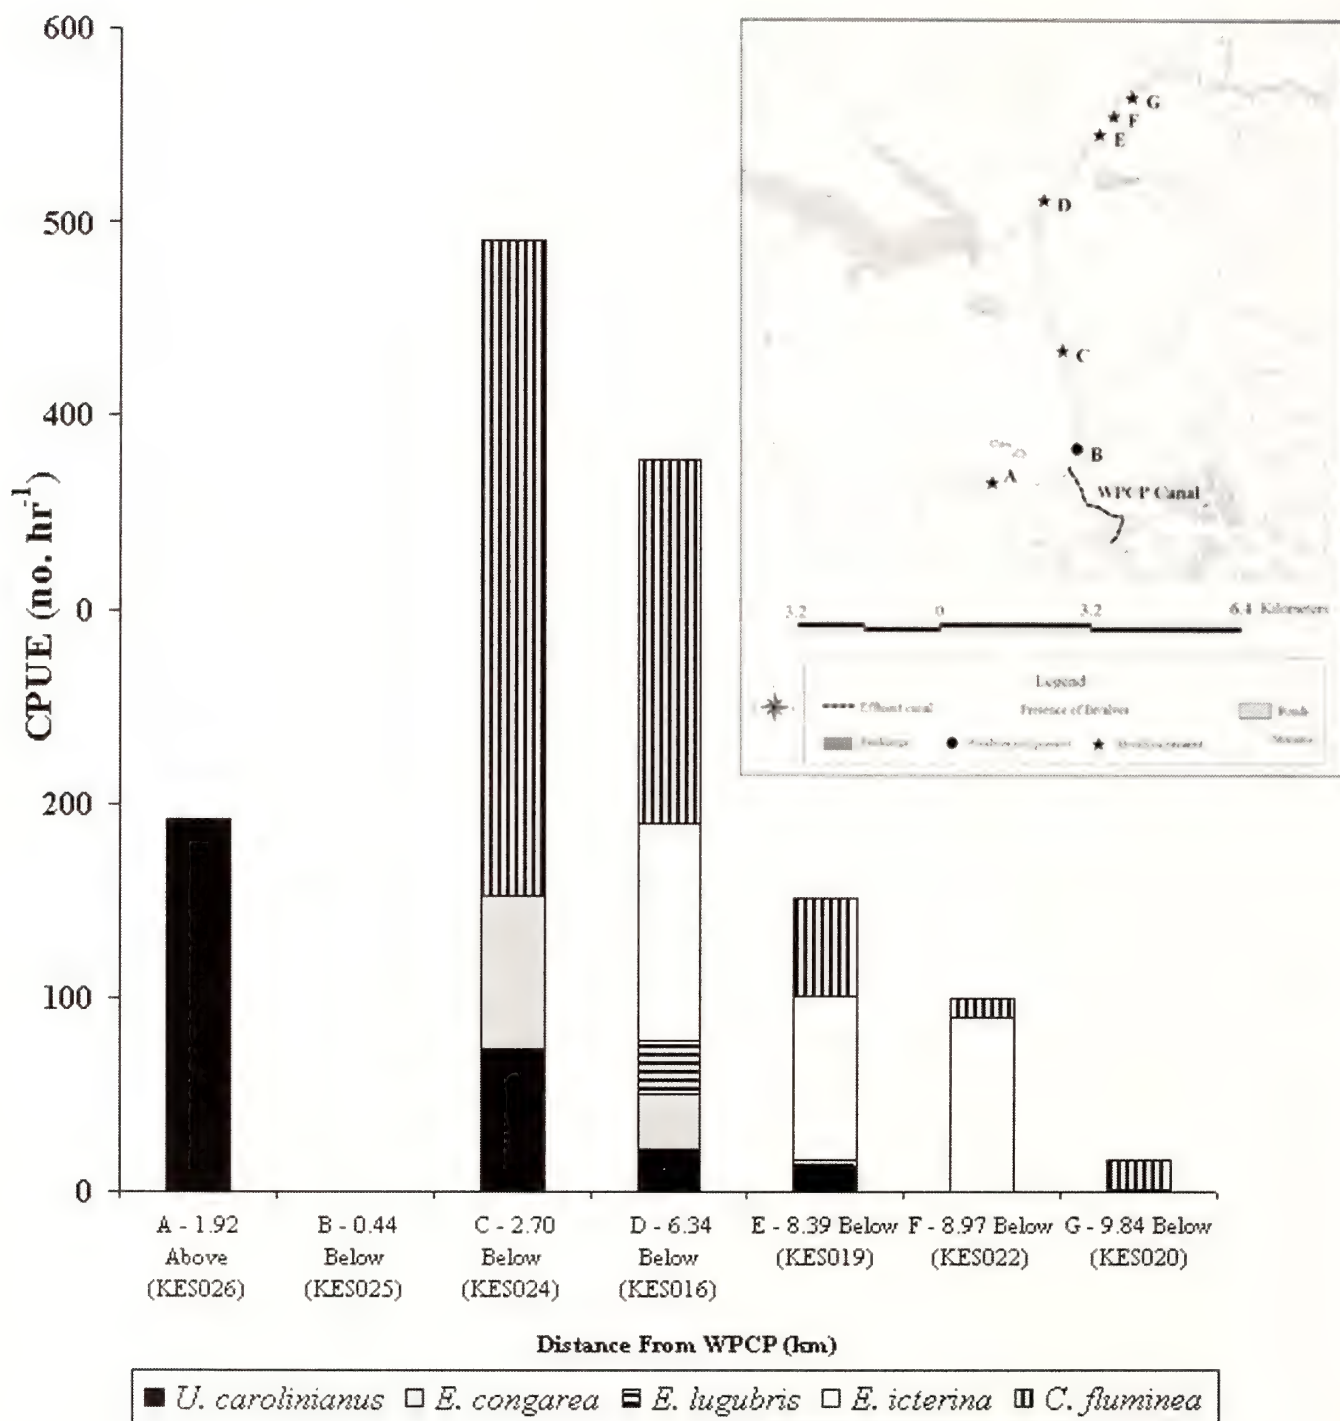 600
500
400
0
200
100
0
CPUE (no. hr-1)
A - 1.92
Above
(KES026)
B - 0.44
Below
(KES025)
C - 2.70
Below
(KES024)
D - 6.34
Below
(KES016)
E - 8.39 Below
(KES019)
F - 8.97 Below
(KES022)
G - 9.84 Below
(KES020)
Distance From WPCP (km)
U. carolinianus E. congarea E. lugubris E. icterina C. fluminea
G
F
E
D
C
B
A
WPCP Canal
3.2 0 3.2 6.4 Kilometers
Legend
Effluent canal
Presence of Bivalves
Ponds